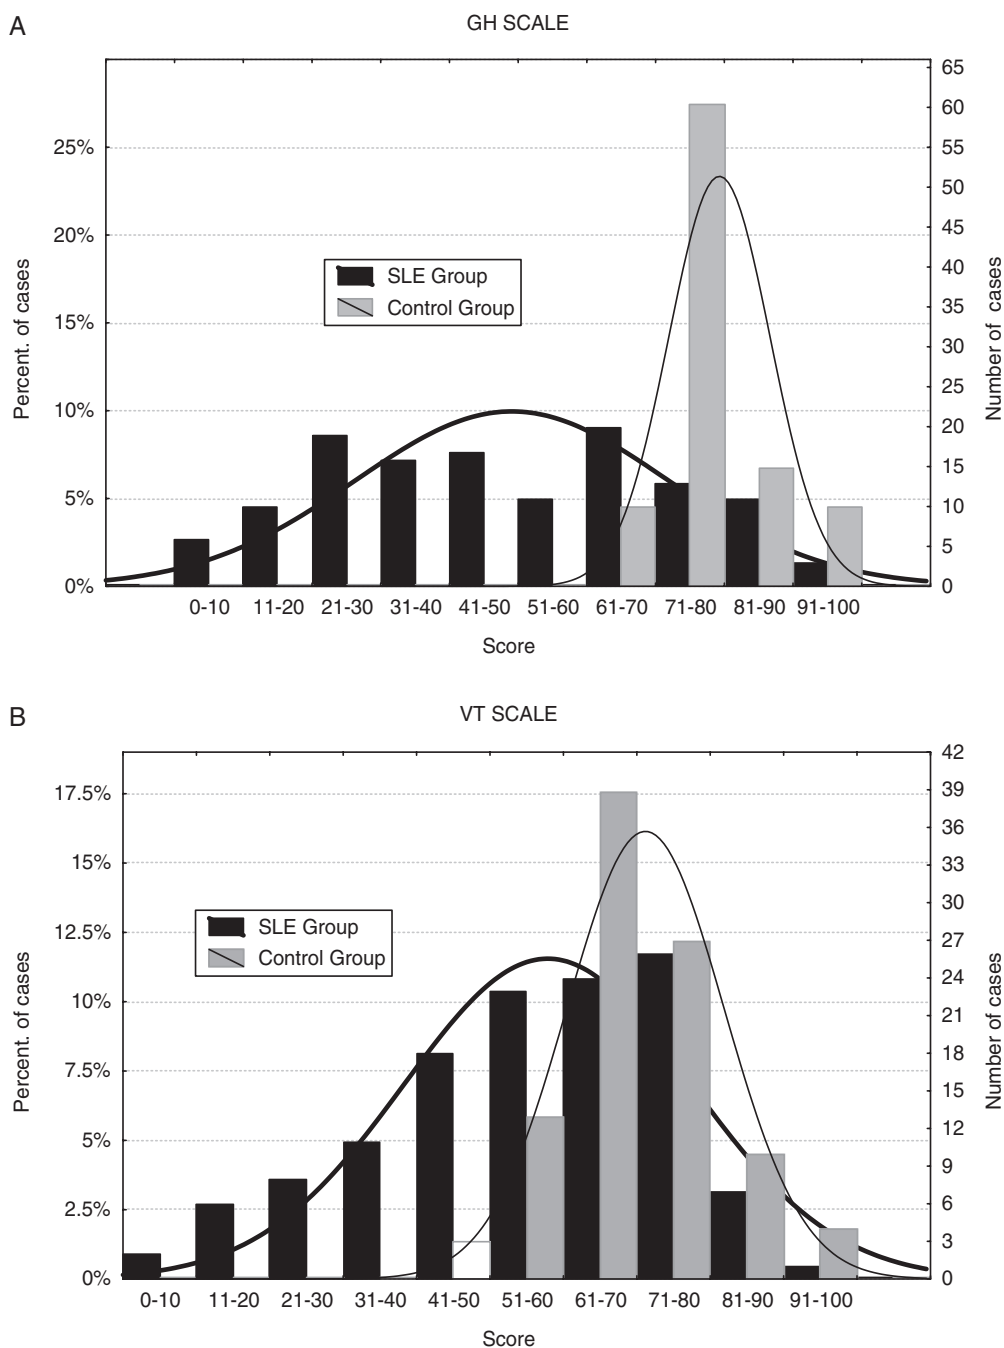 A
GH SCALE
65
60
25%
55
50
20%
45
40
SLE Group
35
Control Group
15%
30
25
10%
20
15
5%
10
5
0%
0
Percent. of cases
Number of cases
0-10 11-20 21-30 31-40 41-50 51-60 61-70 71-80 81-90 91-100
Score
B
VT SCALE
42
17.5%
39
36
15%
33
30
SLE Group
12.5%
27
Control Group
24
10%
21
18
7.5%
15
5%
12
9
2.5%
6
3
0%
0
Percent. of cases
Number of cases
0-10 11-20 21-30 31-40 41-50 51-60 61-70 71-80 81-90 91-100
Score